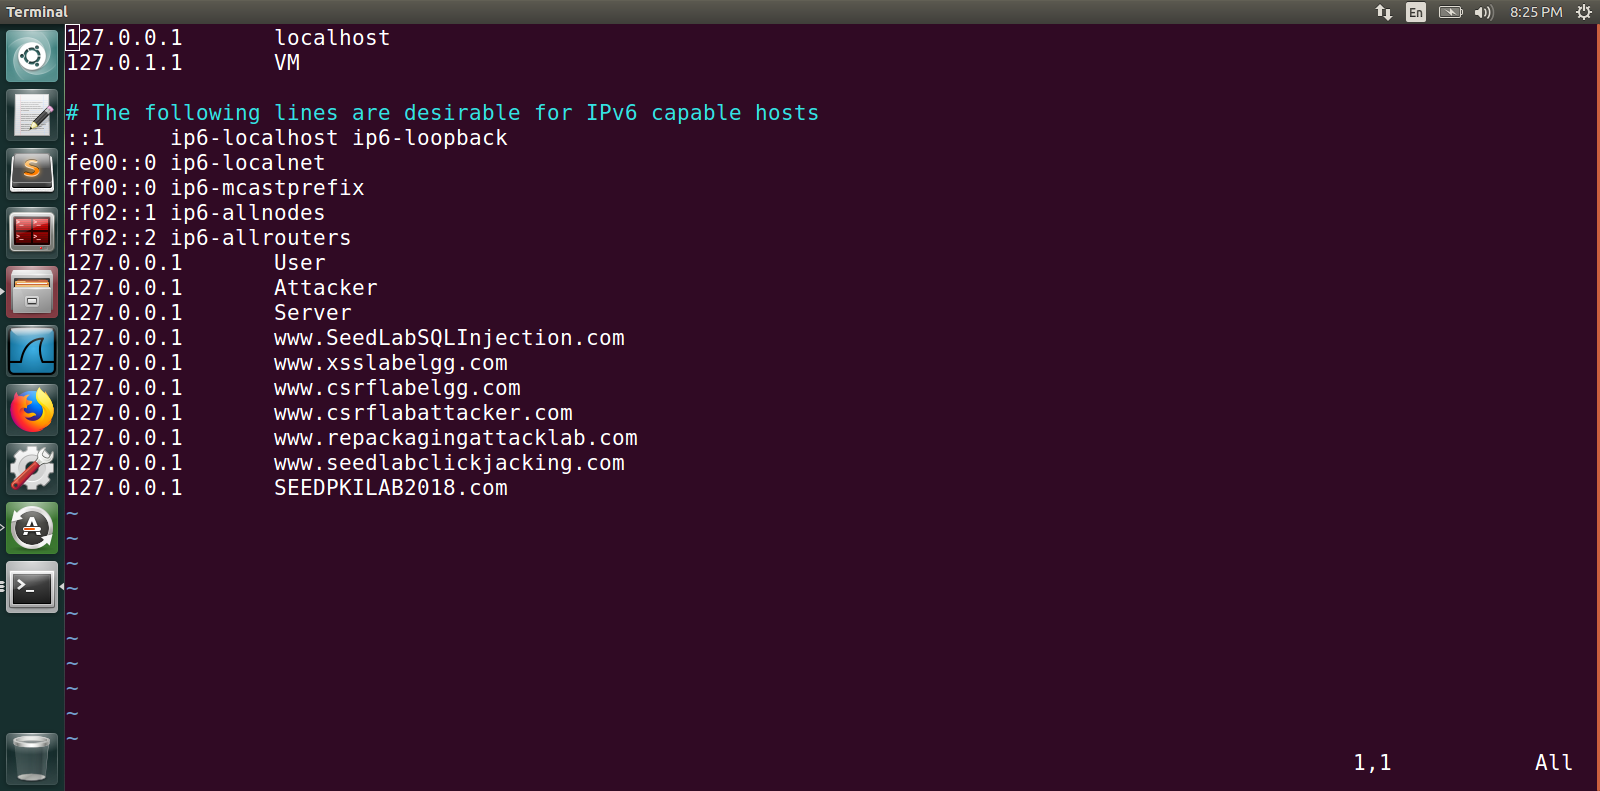 Terminal
En
8:25 PM
127.0.0.1 localhost
127.0.1.1 VM
# The following lines are desirable for IPv6 capable hosts
::1 ip6-localhost ip6-loopback
fe00::0 ip6-localnet
ff00::0 ip6-mcastprefix
ff02::1 ip6-allnodes
ff02::2 ip6-allrouters
127.0.0.1 User
127.0.0.1 Attacker
127.0.0.1 Server
127.0.0.1 www.SeedLabSQLInjection.com
127.0.0.1 www.xsslabelgg.com
127.0.0.1 www.csrflabelgg.com
127.0.0.1 www.csrflabattacker.com
127.0.0.1 www.repackagingattacklab.com
127.0.0.1 www.seedlabclickjacking.com
127.0.0.1 SEEDPKILAB2018.com
~
~
~
~
~
~
~
~
~
~
1,1 All